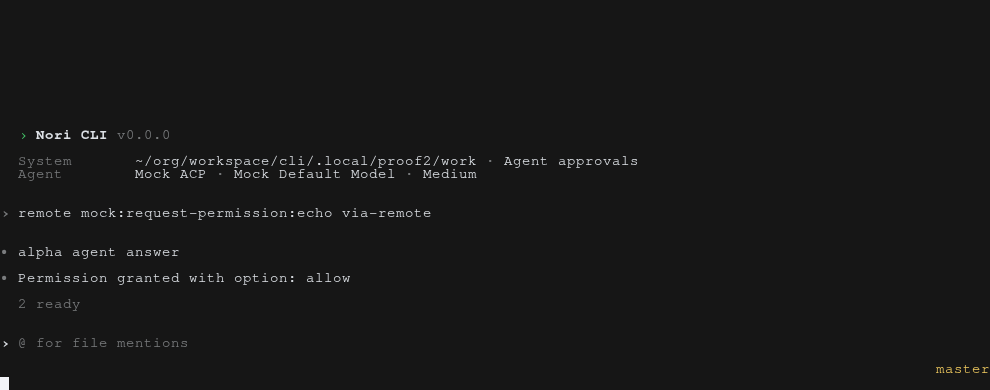 › Nori CLI v0.0.0
System ~/org/workspace/cli/.local/proof2/work · Agent approvals
Agent Mock ACP · Mock Default Model · Medium
› remote mock:request-permission:echo via-remote
• alpha agent answer
• Permission granted with option: allow
2 ready
› @ for file mentions
master